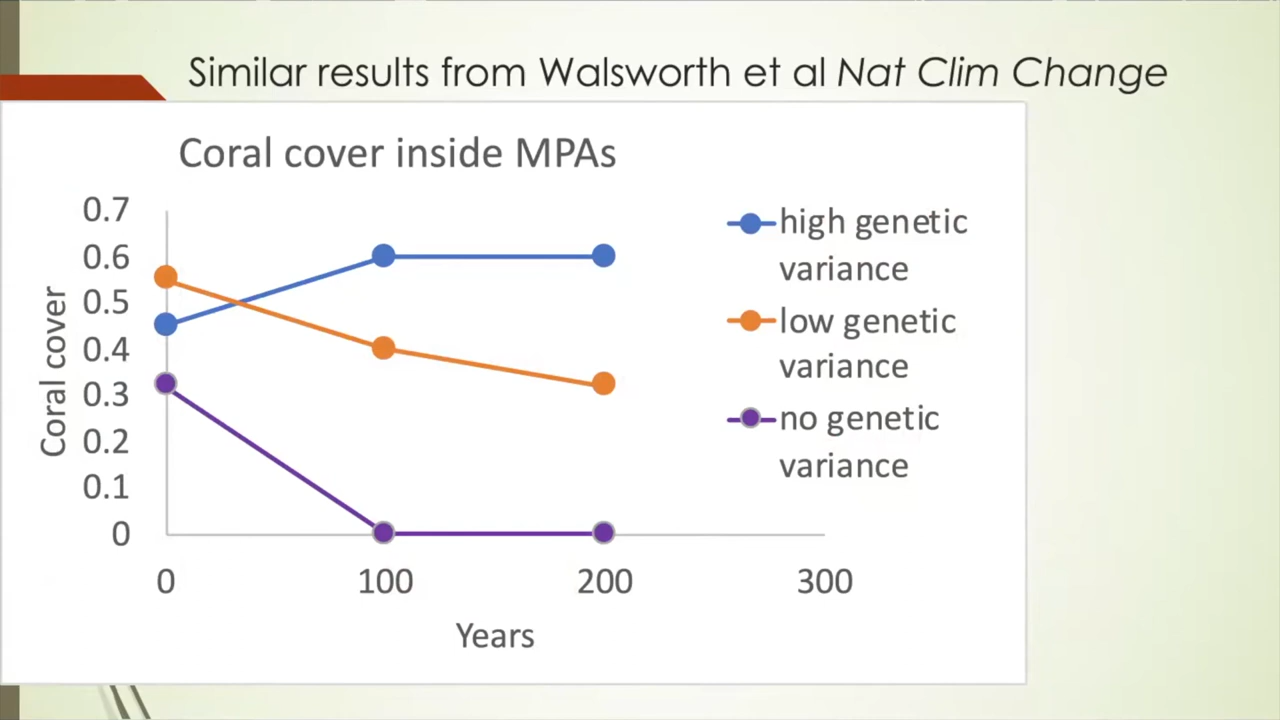 Similar results from Walsworth et al Nat Clim Change
Coral cover inside MPAs
0.7
0.6
0.5
0.4
0.3
0.2
0.1
0
Coral cover
0 100 200 300
Years
high genetic
variance
low genetic
variance
no genetic
variance